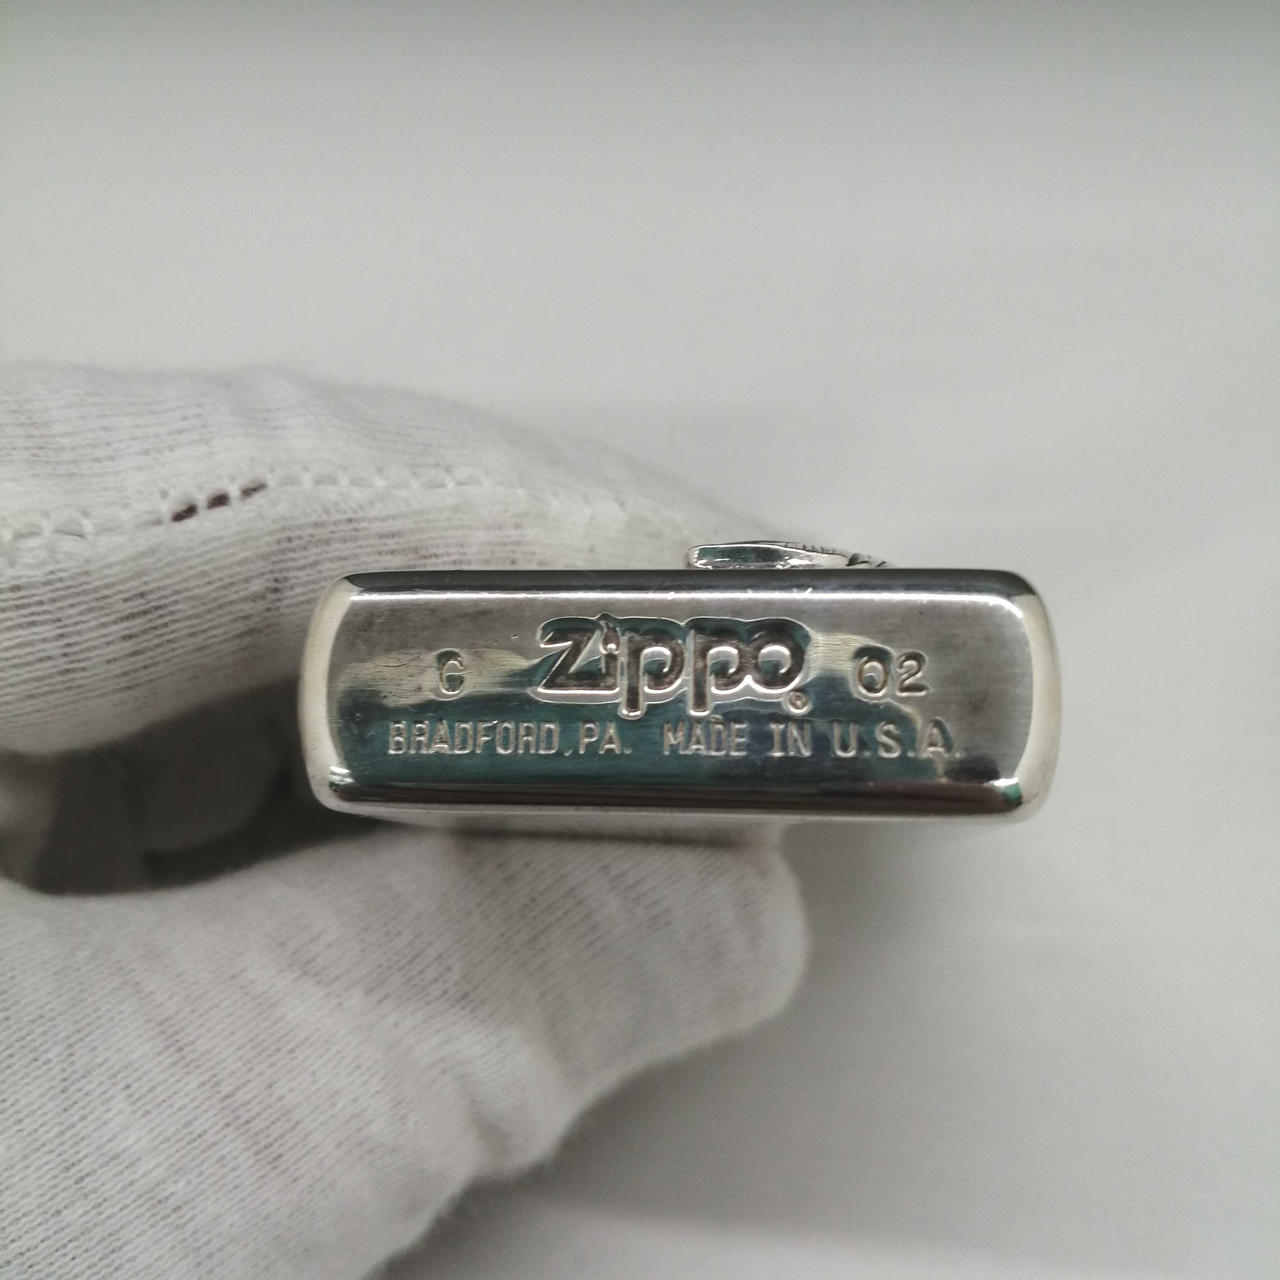 G Zippo® 02
BRADFORD, PA. MADE IN U.S.A.